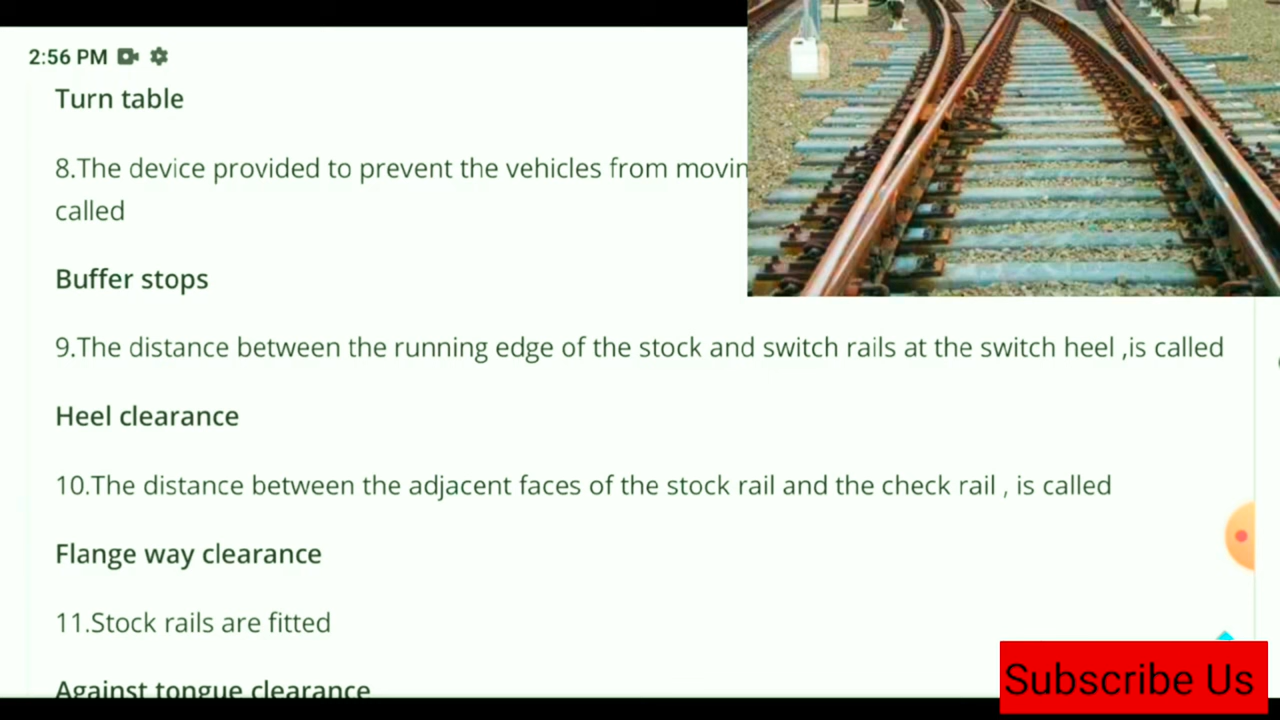 2:56 PM
Turn table
8.The device provided to prevent the vehicles from movin
called
Buffer stops
9.The distance between the running edge of the stock and switch rails at the switch heel ,is called
Heel clearance
10.The distance between the adjacent faces of the stock rail and the check rail , is called
Flange way clearance
11.Stock rails are fitted
Against tongue clearance
Subscribe Us